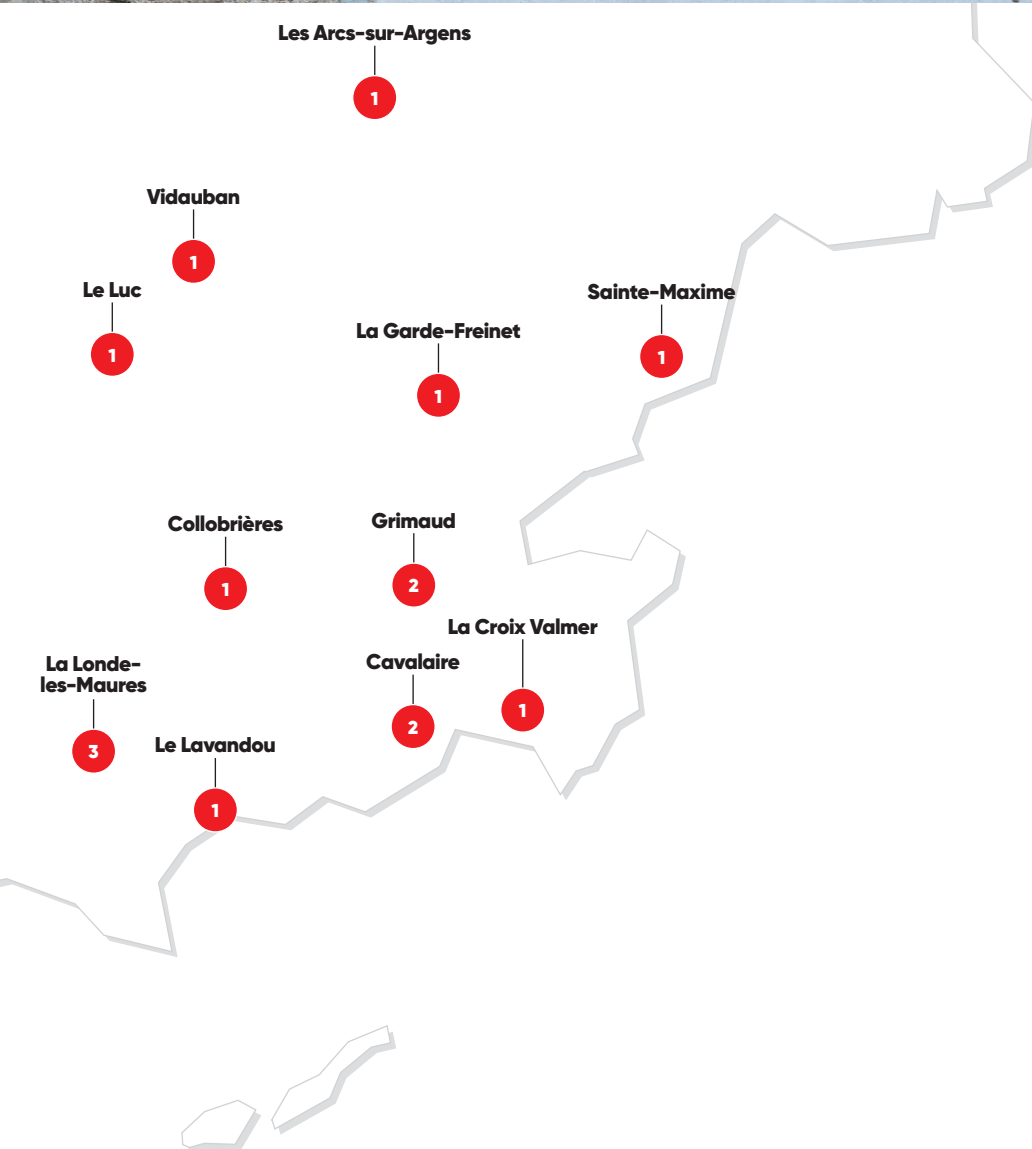 Les Arcs-sur-Argens
1
Vidauban
1
Le Luc
1
Sainte-Maxime
1
La Garde-Freinet
1
Collobrières
1
Grimaud
2
La Croix Valmer
1
Cavalaire
2
La Londe-
les-Maures
3
Le Lavandou
1